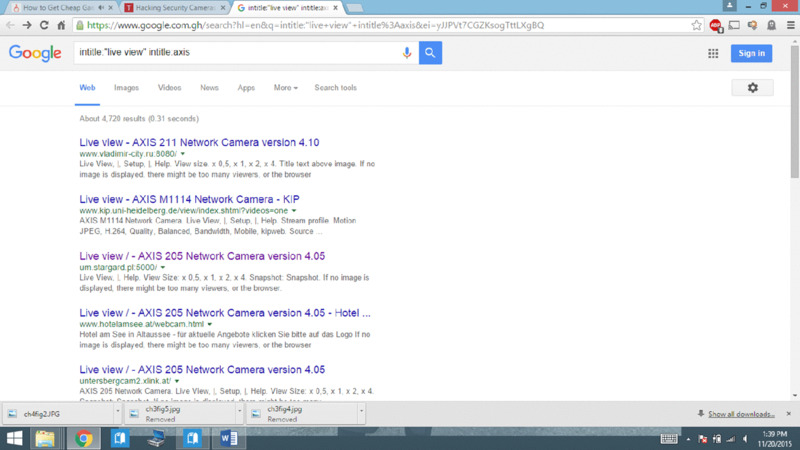 How to Get Cheap Gas
Hacking Security Cameras
intitle:"live view" intitle:axis
https://www.google.com.gh/search?hl=en&q=intitle:"live+view"+intitle%3Aaxis&ei=yJJPVt7CGZKsogTttLXgBQ
Google
intitle:"live view" intitle.axis
Sign in
Web Images Videos News Apps More Search tools
About 4,720 results (0.31 seconds)
Live view - AXIS 211 Network Camera version 4.10
www.vladimir-city.ru:8080/
Live View, |, Setup, |, Help. View size. x 0,5, x 1, x 2, x 4. Title text above image. If no
image is displayed, there might be too many viewers, or the browser
Live view - AXIS M1114 Network Camera - KIP
www.kip.uni-heidelberg.de/view/index.shtml?videos=one
AXIS M1114 Network Camera. Live View, |, Setup, |, Help. Stream profile. Motion
JPEG, H.264, Quality, Balanced, Bandwidth, Mobile, kipweb. Source ...
Live view / - AXIS 205 Network Camera version 4.05
um.stargard.pl:5000/
Live View, |, Help. View Size: x 0,5, x 1, x 2, x 4. Snapshot: Snapshot. If no image is
displayed, there might be too many viewers, or the browser.
Live view / - AXIS 205 Network Camera version 4.05 - Hotel ...
www.hotelamsee.at/webcam.html
Hotel am See in Altaussee - für aktuelle Angebote klicken Sie bitte auf das Logo If no
image is displayed, there might be too many viewers, or the browser
Live view / - AXIS 205 Network Camera version 4.05
untersbergcam2.xlink.at/
AXIS 205 Network Camera. Live View, |, Setup, |, Help. View Size: x 0,5, x 1, x 2, x 4.
ch4fig2.JPG
ch3fig5.jpg
Removed
ch3fig4.jpg
Removed
Show all downloads...
1:39 PM
11/20/2015